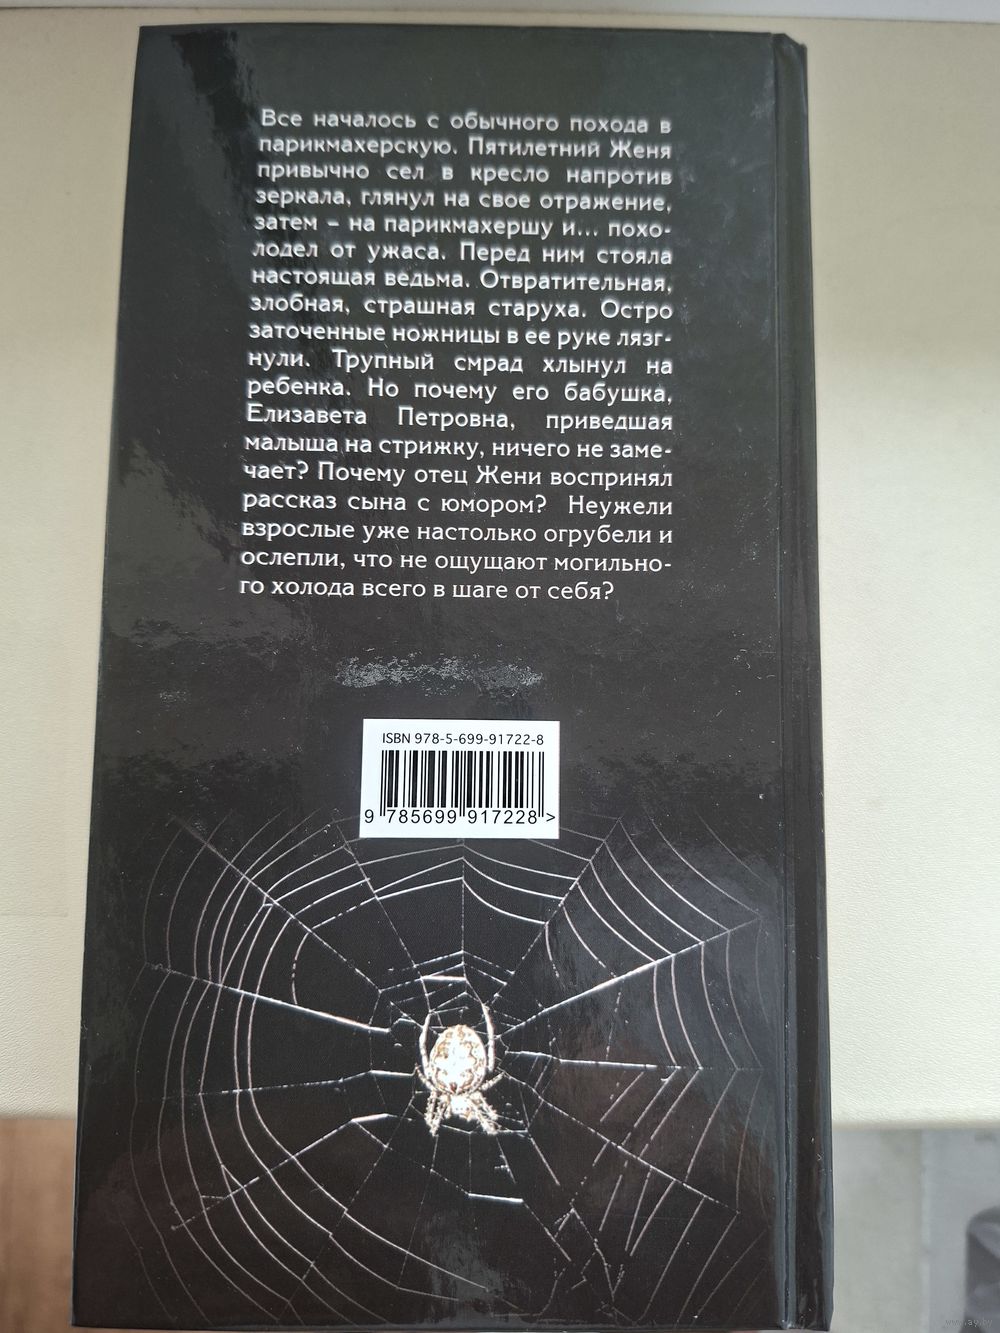 Все началось с обычного похода в
парикмахерскую. Пятилетний Женя
привычно сел в кресло напротив
зеркала, глянул на свое отражение,
затем – на парикмахершу и... похо-
лодел от ужаса. Перед ним стояла
настоящая ведьма. Отвратительная,
злобная, страшная старуха. Остро
заточенные ножницы в ее руке лязг-
нули. Трупный смрад хлынул на
ребенка. Но почему его бабушка,
Елизавета Петровна, приведшая
малыша на стрижку, ничего не заме-
чает? Почему отец Жени воспринял
рассказ сына с юмором? Неужели
взрослые уже настолько огрубели и
ослепли, что не ощущают могильно-
го холода всего в шаге от себя?
ISBN 978-5-699-91722-8
9 785699 917228 >
www.ay.by